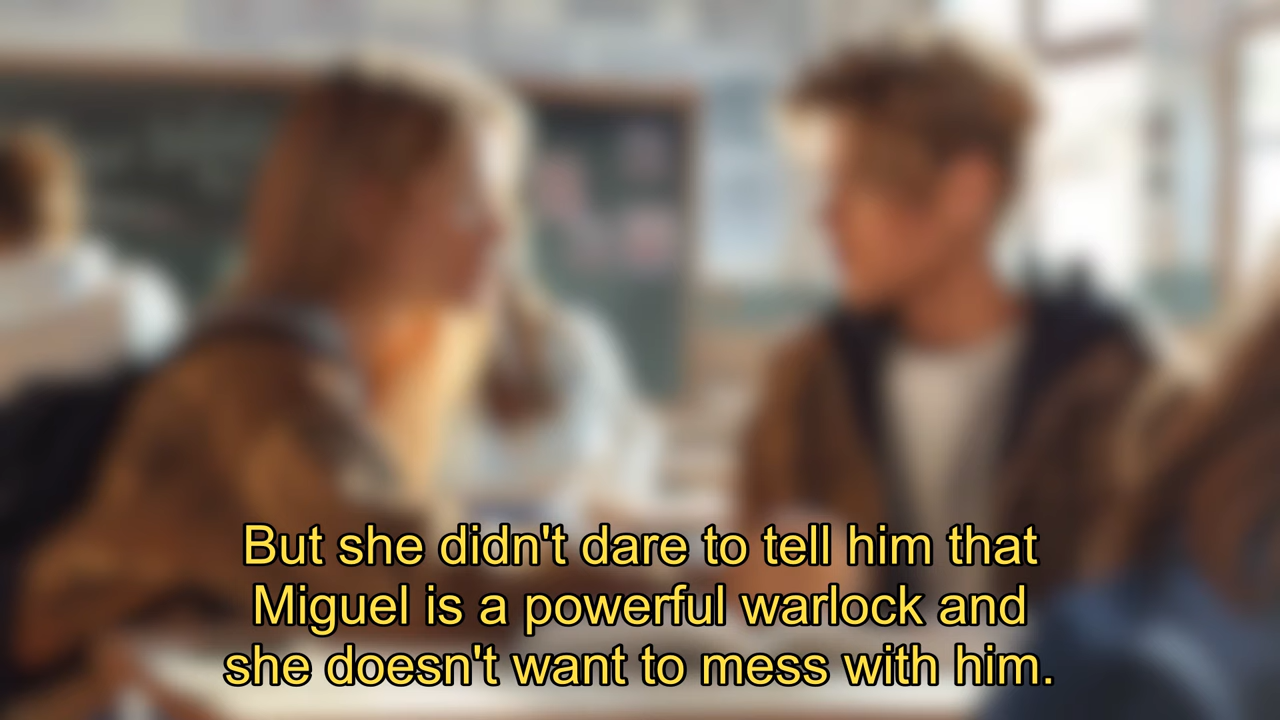 But she didn't dare to tell him that
Miguel is a powerful warlock and
she doesn't want to mess with him.